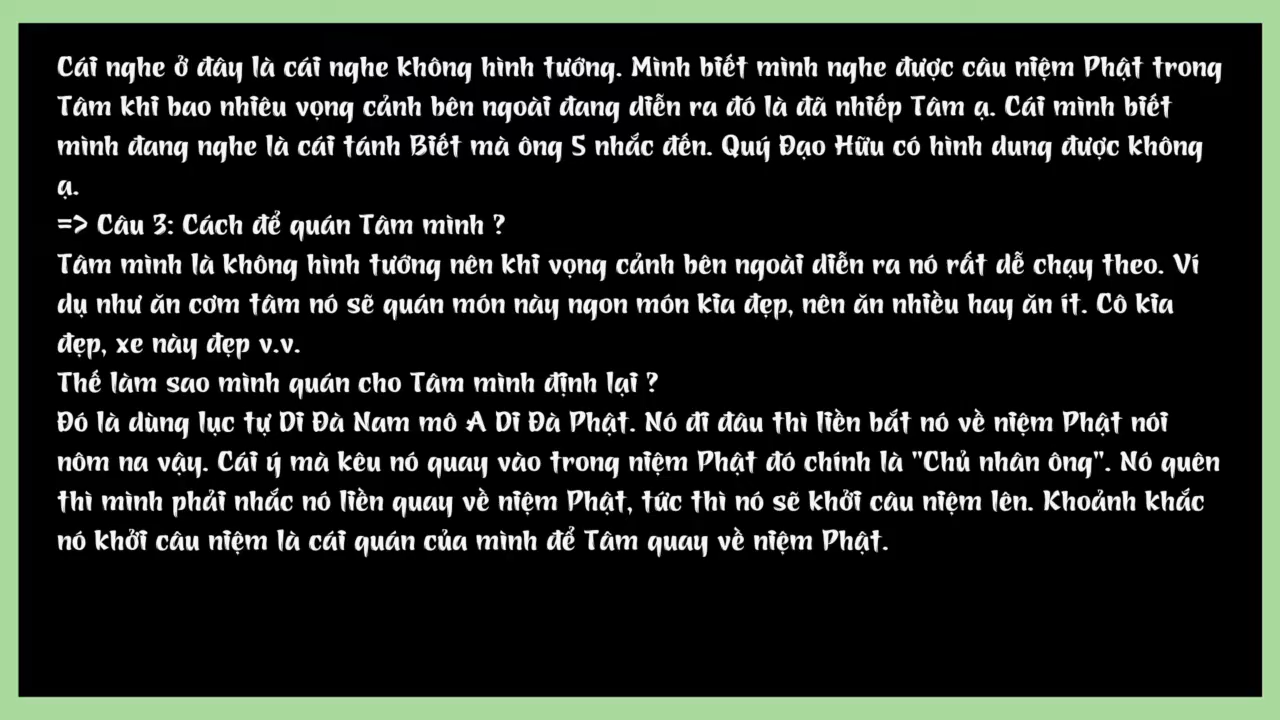 Cái nghe ở đây là cái nghe không hình tướng. Mình biết mình nghe được câu niệm Phật trong
Tâm khi bao nhiêu vọng cảnh bên ngoài đang diễn ra đó là đã nhiếp Tâm ạ. Cái mình biết
mình đang nghe là cái tánh Biết mà ông 5 nhắc đến. Quý Đạo Hữu có hình dung được không
ạ.
=> Câu 3: Cách để quán Tâm mình ?
Tâm mình là không hình tướng nên khi vọng cảnh bên ngoài diễn ra nó rất dễ chạy theo. Ví
dụ như ăn cơm tâm nó sẽ quán món này ngon món kia đẹp, nên ăn nhiều hay ăn ít. Cô kia
đẹp, xe này đẹp v.v.
Thế làm sao mình quán cho Tâm mình định lại ?
Đó là dùng lục tự Di Đà Nam mô A Di Đà Phật. Nó đi đâu thì liền bắt nó về niệm Phật nói
nôm na vậy. Cái ý mà kêu nó quay vào trong niệm Phật đó chính là "Chủ nhân ông". Nó quên
thì mình phải nhắc nó liền quay về niệm Phật, tức thì nó sẽ khởi câu niệm lên. Khoảnh khắc
nó khởi câu niệm là cái quán của mình để Tâm quay về niệm Phật.